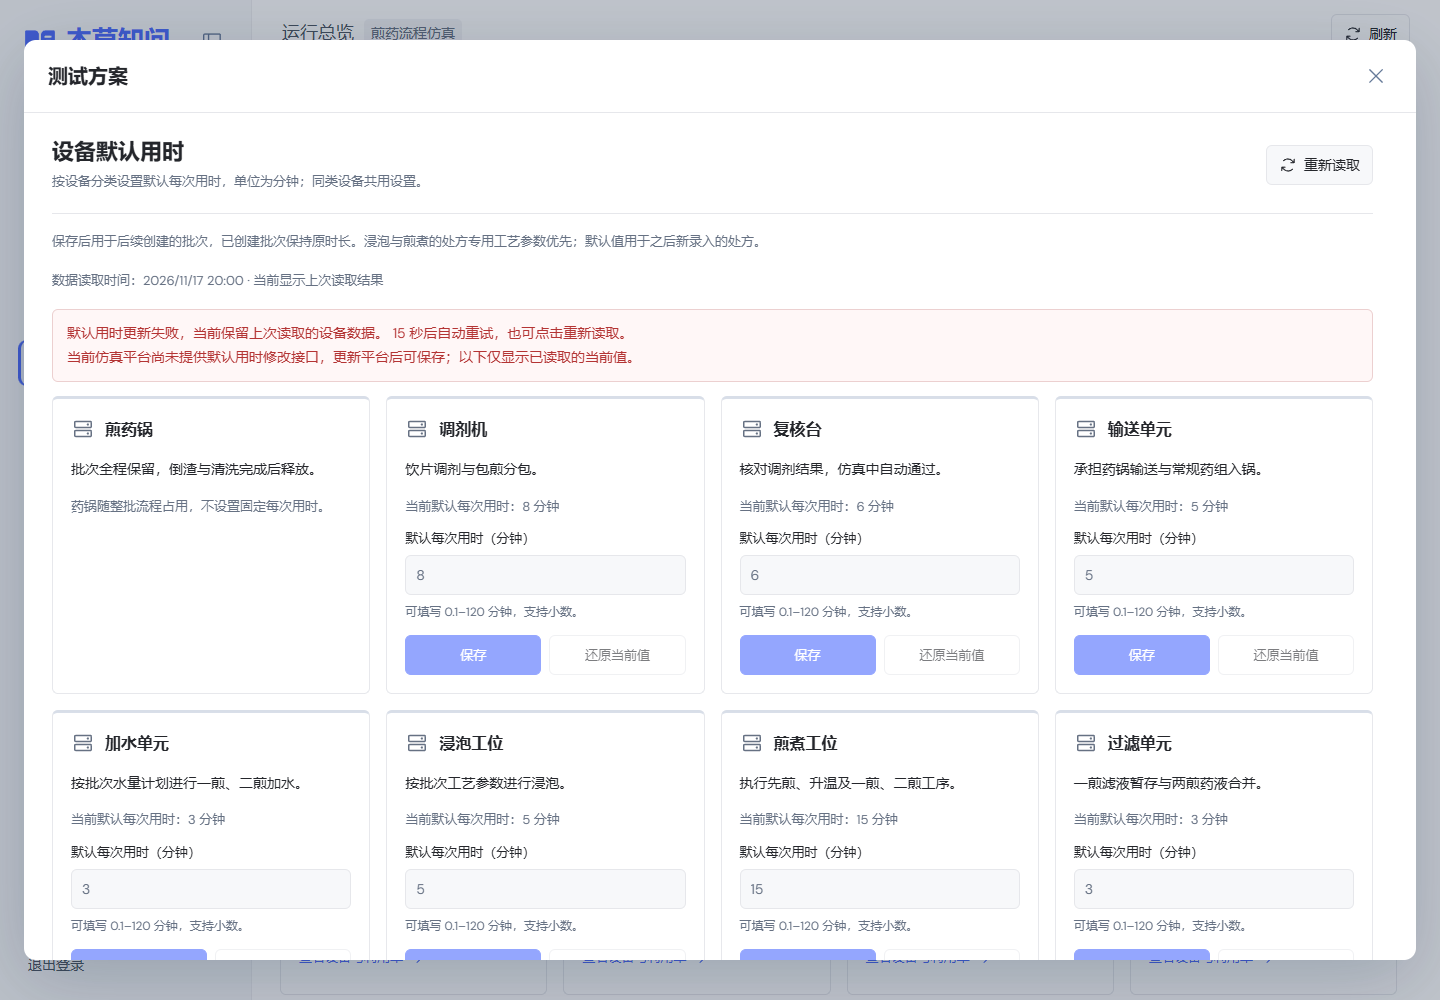 本草知问
运行总览 煎药流程仿真
刷新
测试方案
设备默认用时
按设备分类设置默认每次用时，单位为分钟；同类设备共用设置。
重新读取
保存后用于后续创建的批次，已创建批次保持原时长。浸泡与煎煮的处方专用工艺参数优先；默认值用于之后新录入的处方。
数据读取时间：2026/11/17 20:00 · 当前显示上次读取结果
默认用时更新失败，当前保留上次读取的设备数据。 15 秒后自动重试，也可点击重新读取。
当前仿真平台尚未提供默认用时修改接口，更新平台后可保存；以下仅显示已读取的当前值。
煎药锅
批次全程保留，倒渣与清洗完成后释放。
药锅随整批流程占用，不设置固定每次用时。
调剂机
饮片调剂与包煎分包。
当前默认每次用时：8 分钟
默认每次用时（分钟）
8
可填写 0.1–120 分钟，支持小数。
保存 还原当前值
复核台
核对调剂结果，仿真中自动通过。
当前默认每次用时：6 分钟
默认每次用时（分钟）
6
可填写 0.1–120 分钟，支持小数。
保存 还原当前值
输送单元
承担药锅输送与常规药组入锅。
当前默认每次用时：5 分钟
默认每次用时（分钟）
5
可填写 0.1–120 分钟，支持小数。
保存 还原当前值
加水单元
按批次水量计划进行一煎、二煎加水。
当前默认每次用时：3 分钟
默认每次用时（分钟）
3
可填写 0.1–120 分钟，支持小数。
浸泡工位
按批次工艺参数进行浸泡。
当前默认每次用时：5 分钟
默认每次用时（分钟）
5
可填写 0.1–120 分钟，支持小数。
煎煮工位
执行先煎、升温及一煎、二煎工序。
当前默认每次用时：15 分钟
默认每次用时（分钟）
15
可填写 0.1–120 分钟，支持小数。
过滤单元
一煎滤液暂存与两煎药液合并。
当前默认每次用时：3 分钟
默认每次用时（分钟）
3
可填写 0.1–120 分钟，支持小数。
退出登录